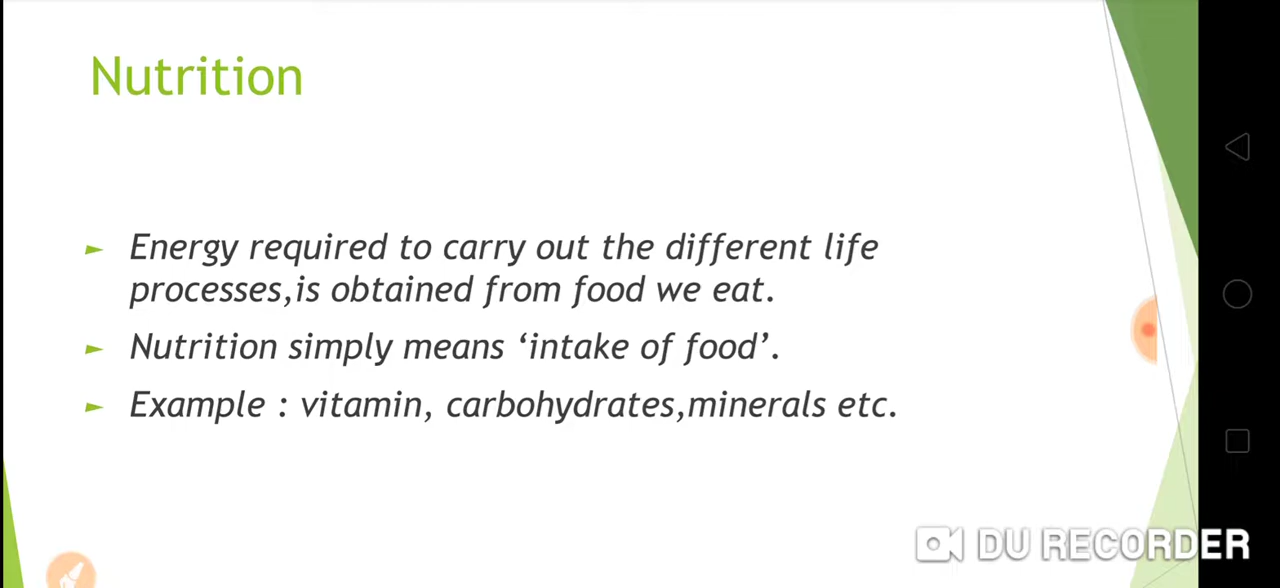 Nutrition
Energy required to carry out the different life
processes,is obtained from food we eat.
Nutrition simply means ‘intake of food’.
Example : vitamin, carbohydrates,minerals etc.
DU RECORDER